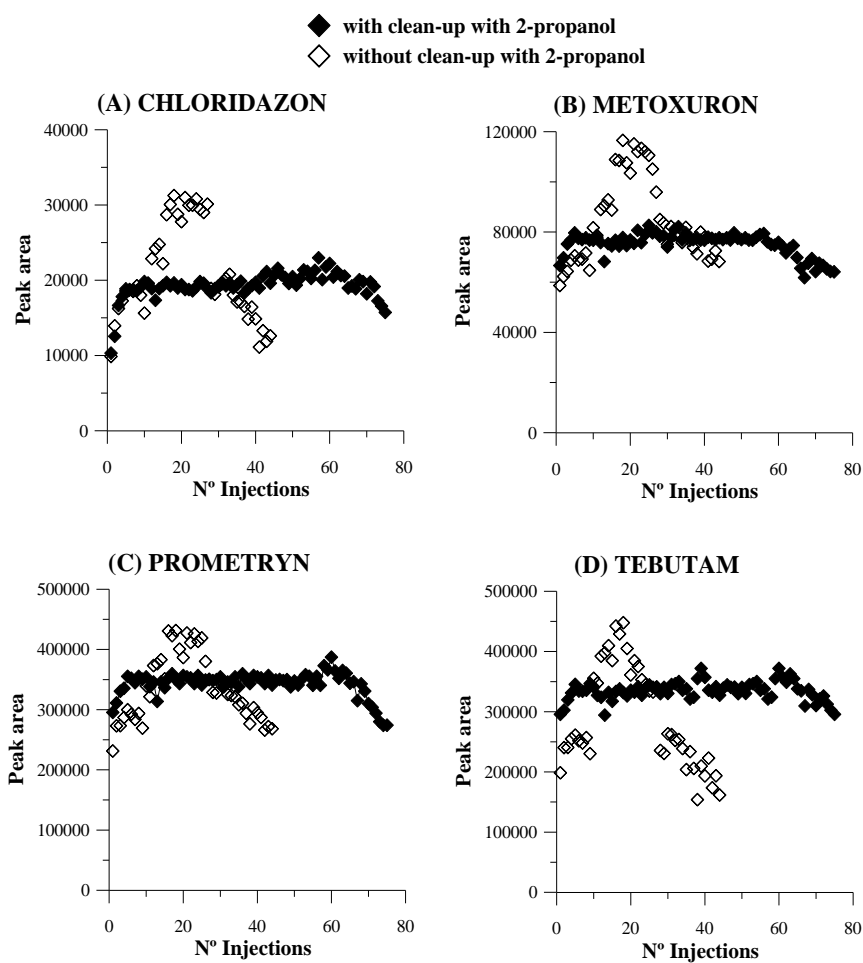 with clean-up with 2-propanol
without clean-up with 2-propanol
(A) CHLORIDAZON
40000
30000
20000
10000
0
Peak area
0
20
40
60
80
Nº Injections
(B) METOXURON
120000
80000
40000
0
Peak area
0
20
40
60
80
Nº Injections
(C) PROMETRYN
500000
400000
300000
200000
100000
0
Peak area
0
20
40
60
80
Nº Injections
(D) TEBUTAM
500000
400000
300000
200000
100000
0
Peak area
0
20
40
60
80
Nº Injections